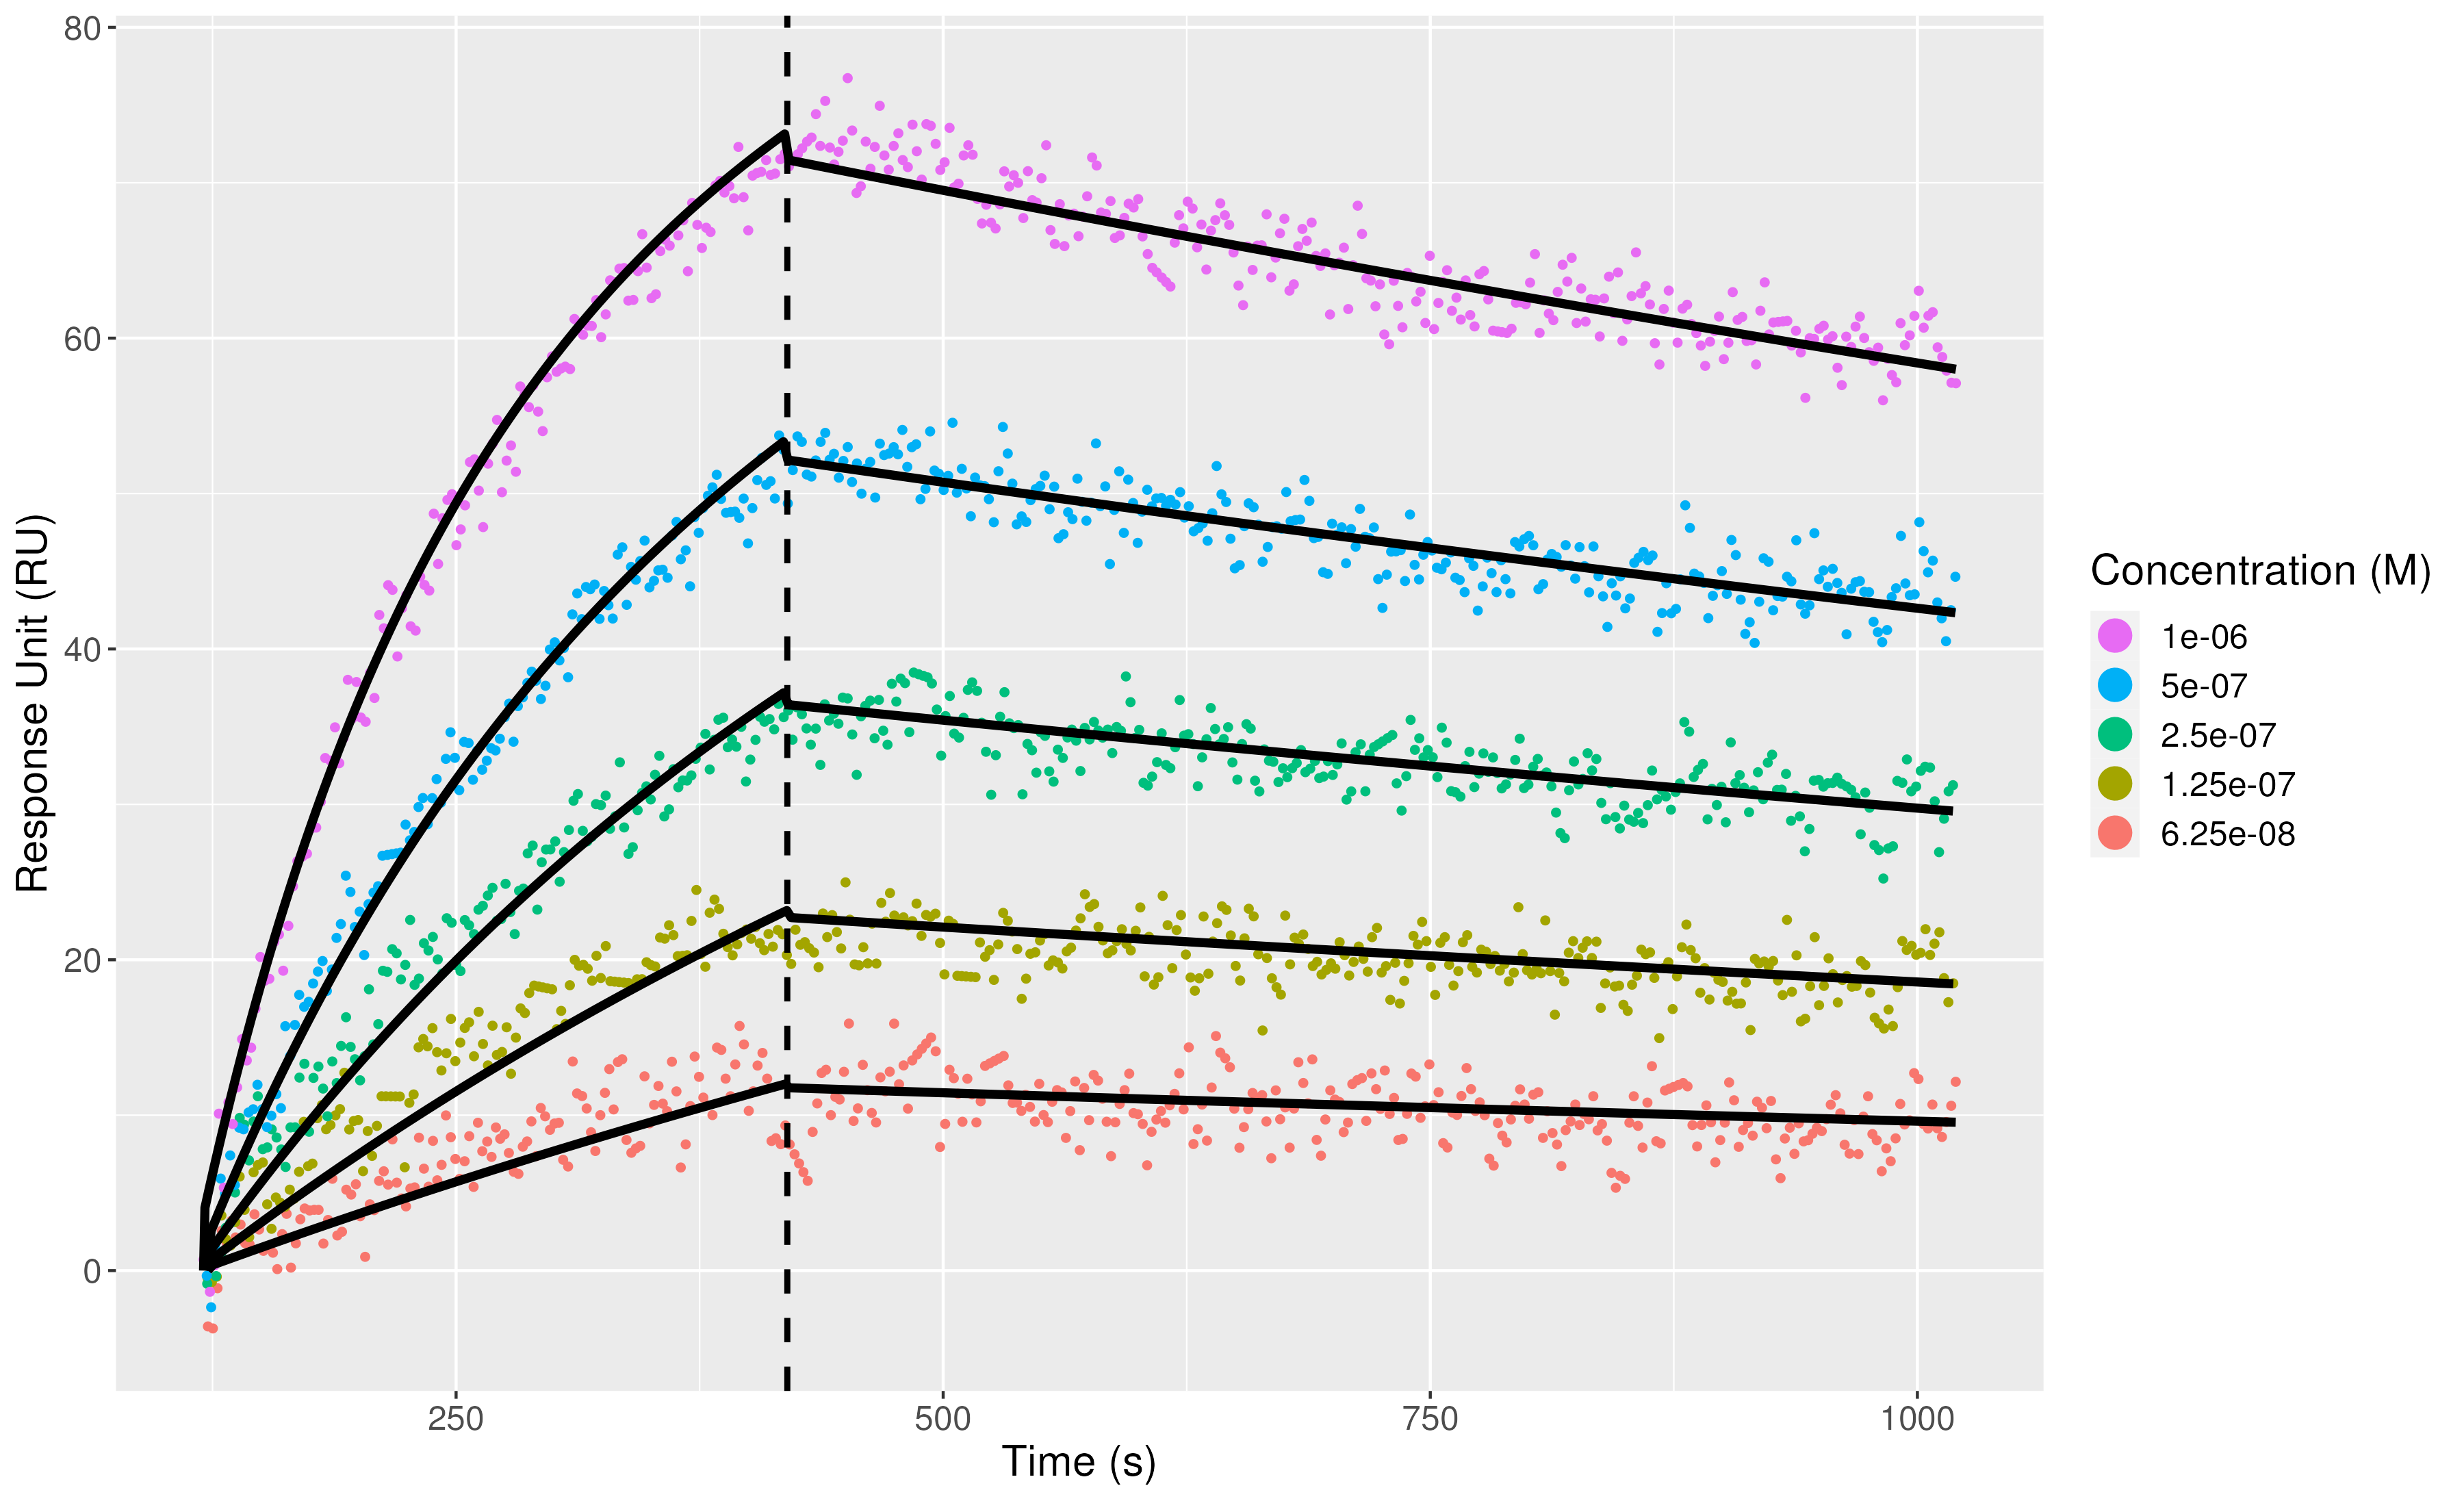 80
60
40
20
0
Response Unit (RU)
250 500 750 1000
Time (s)
Concentration (M)
1e-06
5e-07
2.5e-07
1.25e-07
6.25e-08